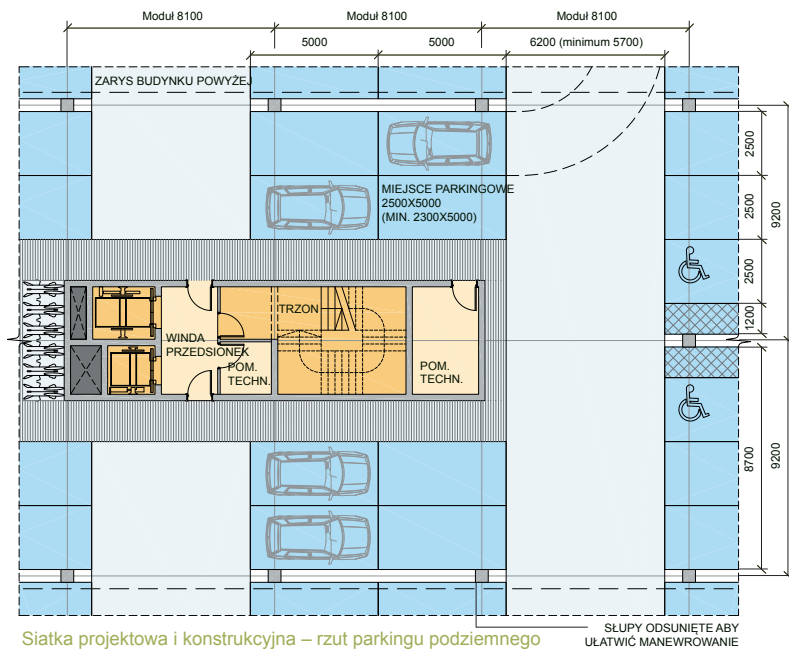 Moduł 8100
Moduł 8100
Moduł 8100
5000
5000
6200 (minimum 5700)
ZARYS BUDYNKU POWYŻEJ
2500
2500
9200
MIEJSCE PARKINGOWE
2500X5000
(MIN. 2300X5000)
2500
1200
TRZON
WINDA
PRZEDSIONEK
POM.
TECHN.
POM.
TECHN.
8700
9200
SŁUPY ODSUNIĘTE ABY
UŁATWIĆ MANEWROWANIE
Siatka projektowa i konstrukcyjna – rzut parkingu podziemnego